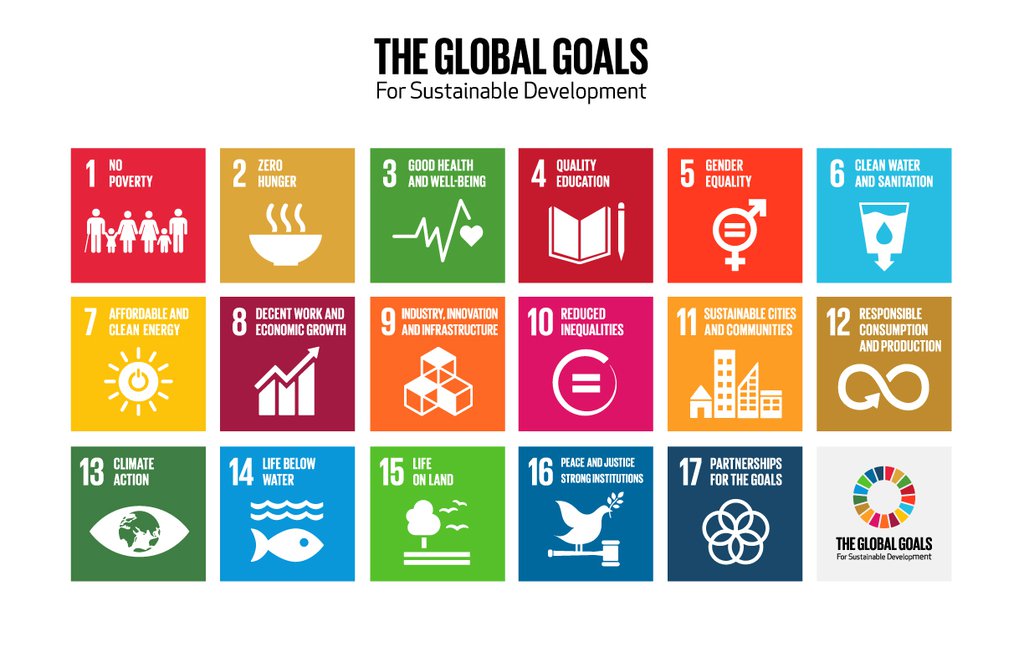 THE GLOBAL GOALS
For Sustainable Development
1 NO
POVERTY
2 ZERO
HUNGER
3 GOOD HEALTH
AND WELL-BEING
4 QUALITY
EDUCATION
5 GENDER
EQUALITY
6 CLEAN WATER
AND SANITATION
7 AFFORDABLE AND
CLEAN ENERGY
8 DECENT WORK AND
ECONOMIC GROWTH
9 INDUSTRY, INNOVATION
AND INFRASTRUCTURE
10 REDUCED
INEQUALITIES
11 SUSTAINABLE CITIES
AND COMMUNITIES
12 RESPONSIBLE
CONSUMPTION
AND PRODUCTION
13 CLIMATE
ACTION
14 LIFE BELOW
WATER
15 LIFE
ON LAND
16 PEACE AND JUSTICE
STRONG INSTITUTIONS
17 PARTNERSHIPS
FOR THE GOALS
THE GLOBAL GOALS
For Sustainable Development